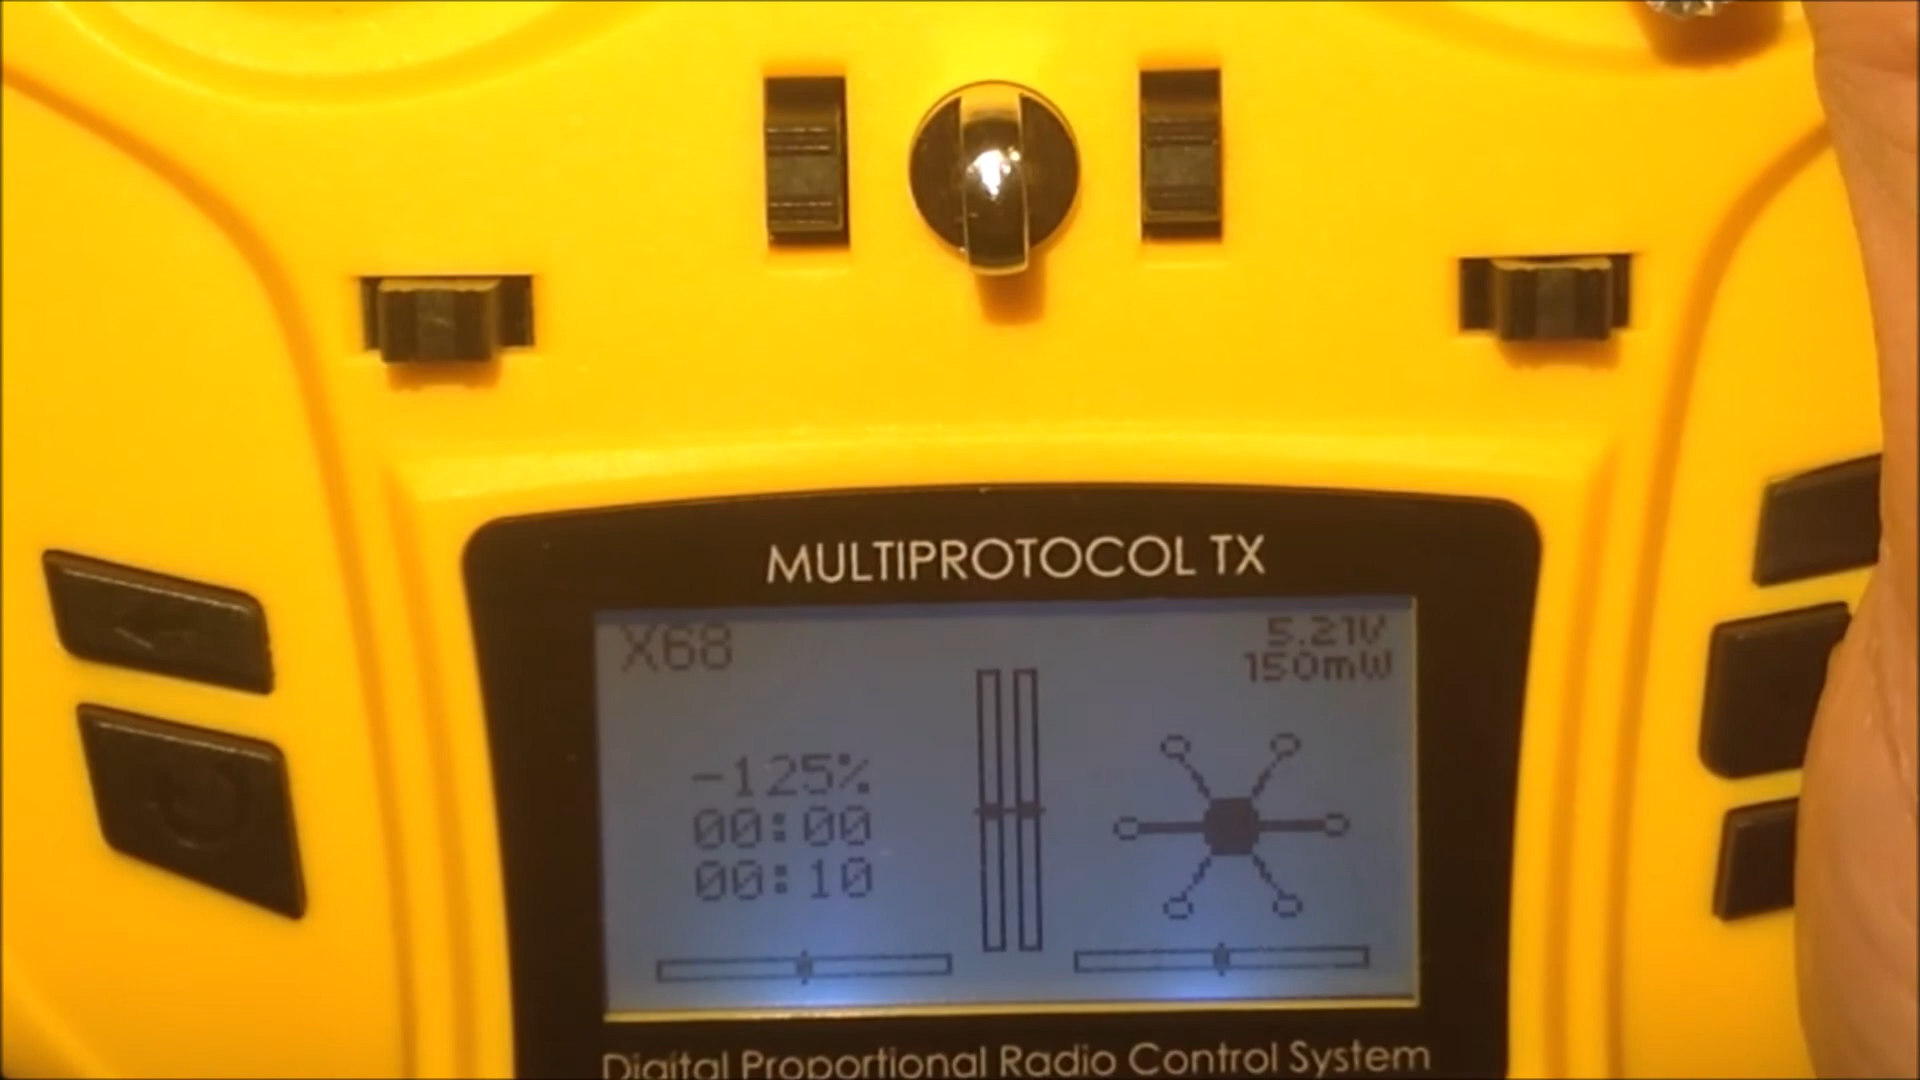 MULTIPROTOCOL TX
X68
5.21V
150mW
-125%
00:00
00:10
Digital Proportional Radio Control System